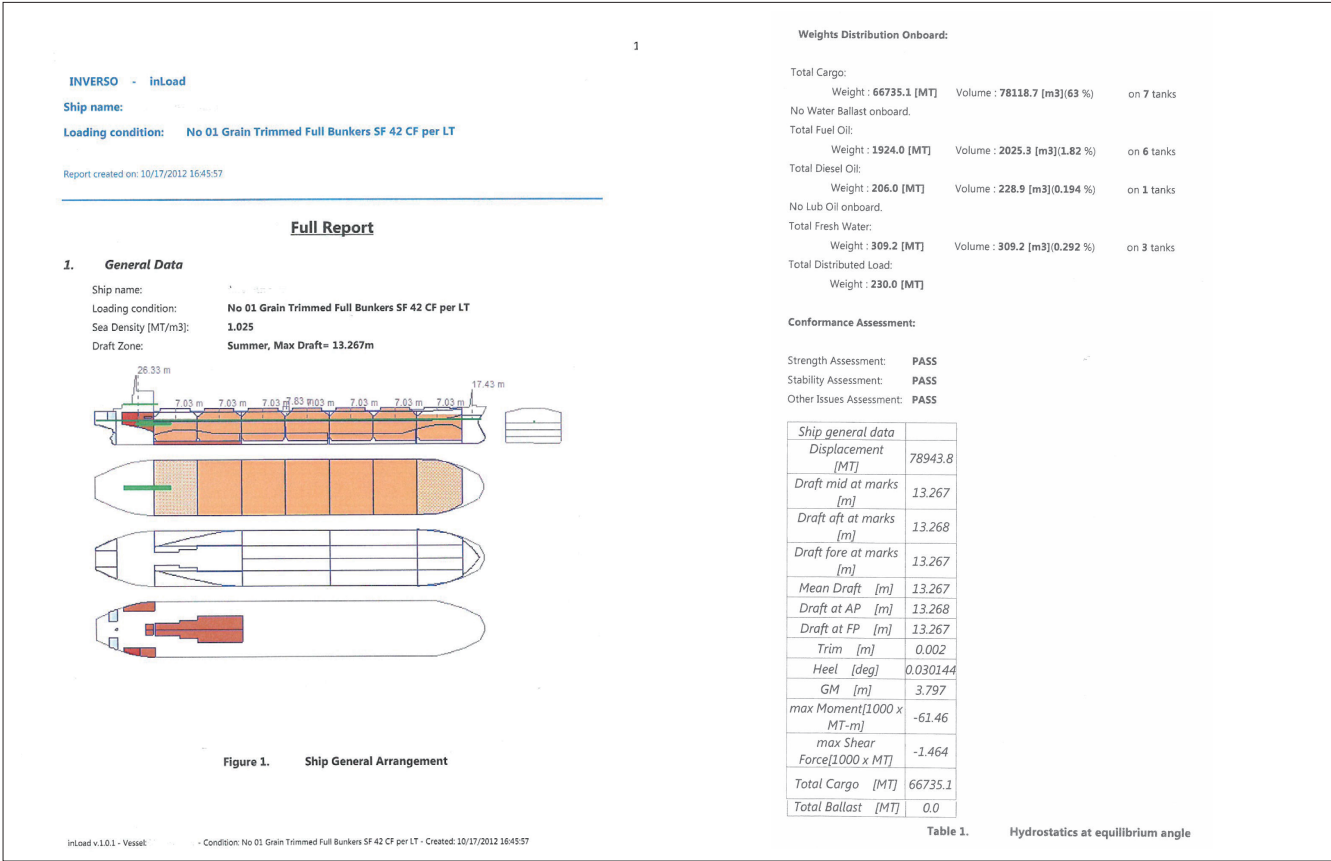 1
INVERSO - inLoad
Ship name:
Loading condition: No 01 Grain Trimmed Full Bunkers SF 42 CF per LT
Report created on: 10/17/2012 16:45:57
Full Report
1. General Data
Ship name:
Loading condition: No 01 Grain Trimmed Full Bunkers SF 42 CF per LT
Sea Density [MT/m3]: 1.025
Draft Zone: Summer, Max Draft= 13.267m
26.33 m
17.43 m
7.03 m 7.03 m 7.03 m 7.83 m 7.03 m 7.03 m 7.03 m 7.03 m
Figure 1. Ship General Arrangement
inLoad v.1.0.1 - Vessel: - Condition: No 01 Grain Trimmed Full Bunkers SF 42 CF per LT - Created: 10/17/2012 16:45:57
Weights Distribution Onboard:
Total Cargo:
Weight : 66735.1 [MT] Volume : 78118.7 [m3](63 %) on 7 tanks
No Water Ballast onboard.
Total Fuel Oil:
Weight : 1924.0 [MT] Volume : 2025.3 [m3](1.82 %) on 6 tanks
Total Diesel Oil:
Weight : 206.0 [MT] Volume : 228.9 [m3](0.194 %) on 1 tanks
No Lub Oil onboard.
Total Fresh Water:
Weight : 309.2 [MT] Volume : 309.2 [m3](0.292 %) on 3 tanks
Total Distributed Load:
Weight : 230.0 [MT]
Conformance Assessment:
Strength Assessment: PASS
Stability Assessment: PASS
Other Issues Assessment: PASS
Ship general data
Displacement
[MT] 78943.8
Draft mid at marks
[m] 13.267
Draft aft at marks
[m] 13.268
Draft fore at marks
[m] 13.267
Mean Draft [m] 13.267
Draft at AP [m] 13.268
Draft at FP [m] 13.267
Trim [m] 0.002
Heel [deg] 0.030144
GM [m] 3.797
max Moment[1000 x
MT-m] -61.46
max Shear
Force[1000 x MT] -1.464
Total Cargo [MT] 66735.1
Total Ballast [MT] 0.0
Table 1. Hydrostatics at equilibrium angle